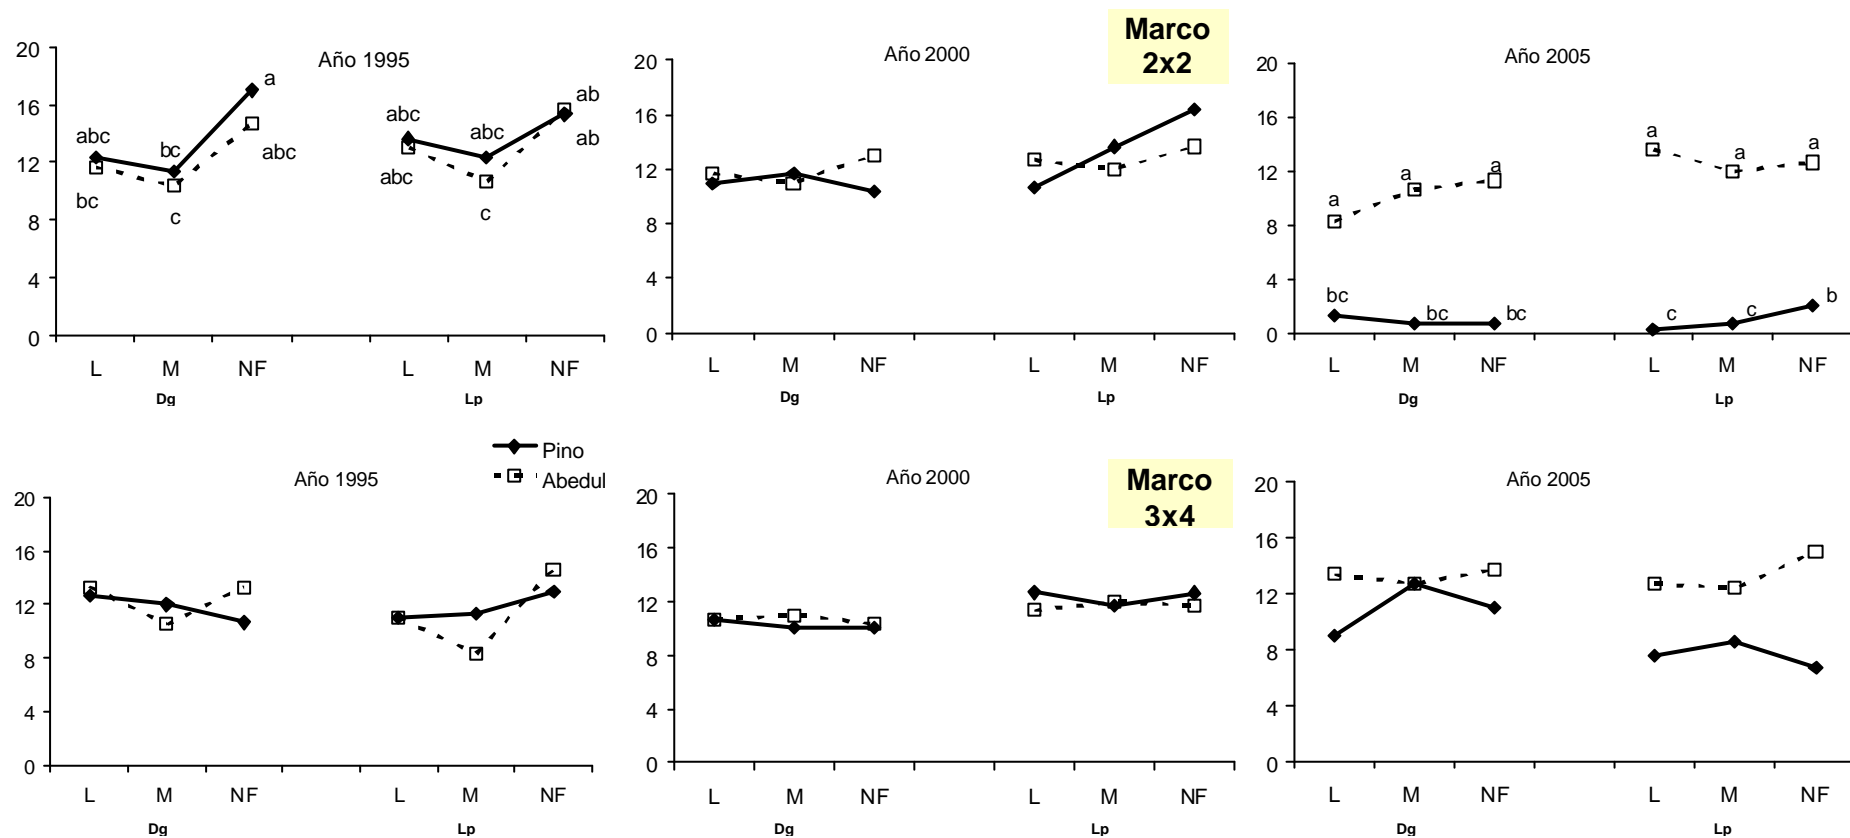 Año 1995
20
16
12
8
4
0
abc
bc
a
abc
bc
c
abc
abc
ab
ab
abc
c
L M NF L M NF
Dg Lp
Año 2000
Marco
2x2
20
16
12
8
4
0
L M NF L M NF
Dg Lp
Año 2005
20
16
12
8
4
0
a a a a a a
bc bc bc c c b
L M NF L M NF
Dg Lp
Pino
Abedul
Año 1995
20
16
12
8
4
0
L M NF L M NF
Dg Lp
Año 2000
Marco
3x4
20
16
12
8
4
0
L M NF L M NF
Dg Lp
Año 2005
20
16
12
8
4
0
L M NF L M NF
Dg Lp